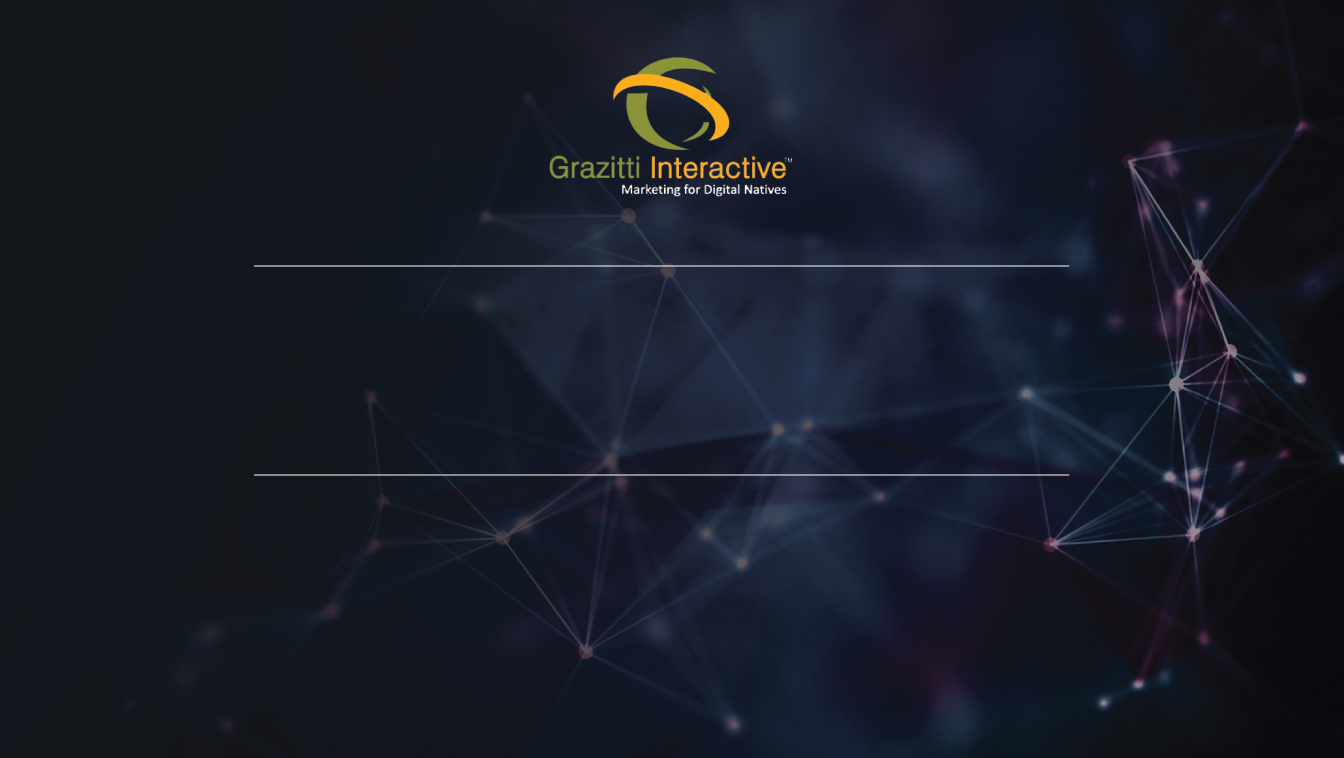 Grazitti Interactive™
Marketing for Digital Natives